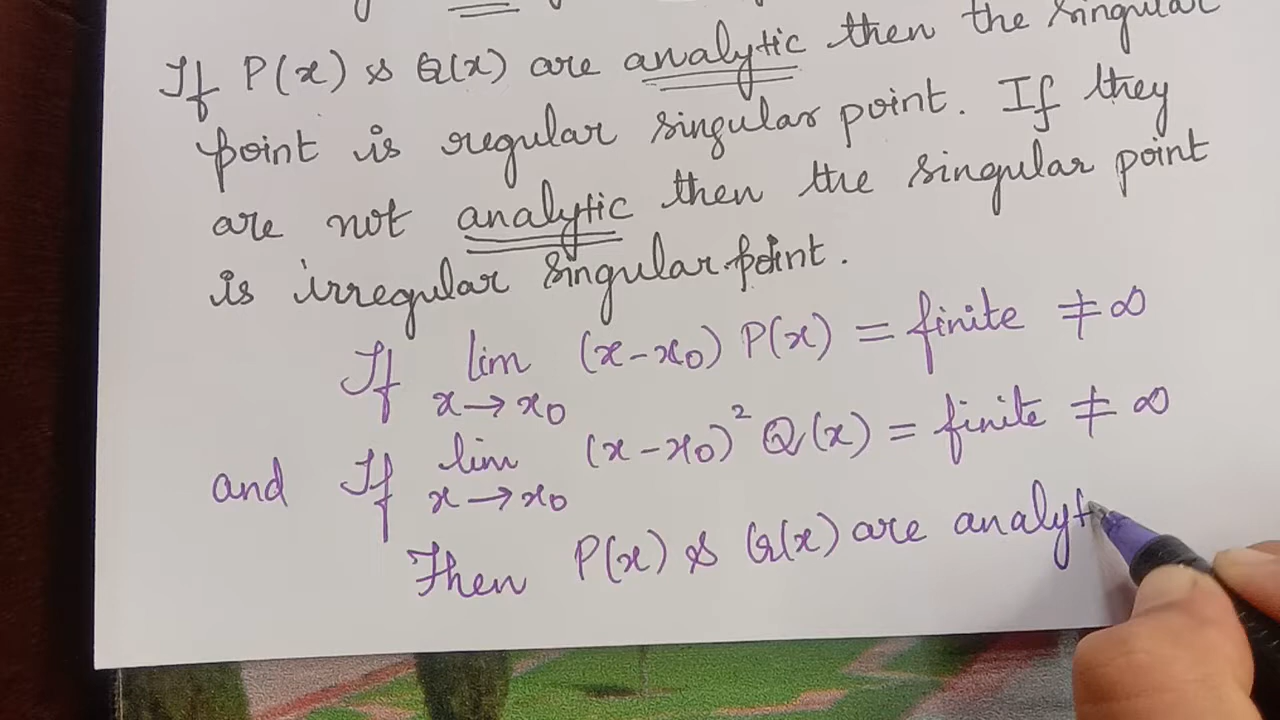 If P(x) & Q(x) are analytic then the singular
point is regular singular point. If they
are not analytic then the singular point
is irregular singular point.
If lim x→x0 (x-x0) P(x) = finite ≠ ∞
and If lim x→x0 (x-x0)² Q(x) = finite ≠ ∞
Then P(x) & Q(x) are analyt